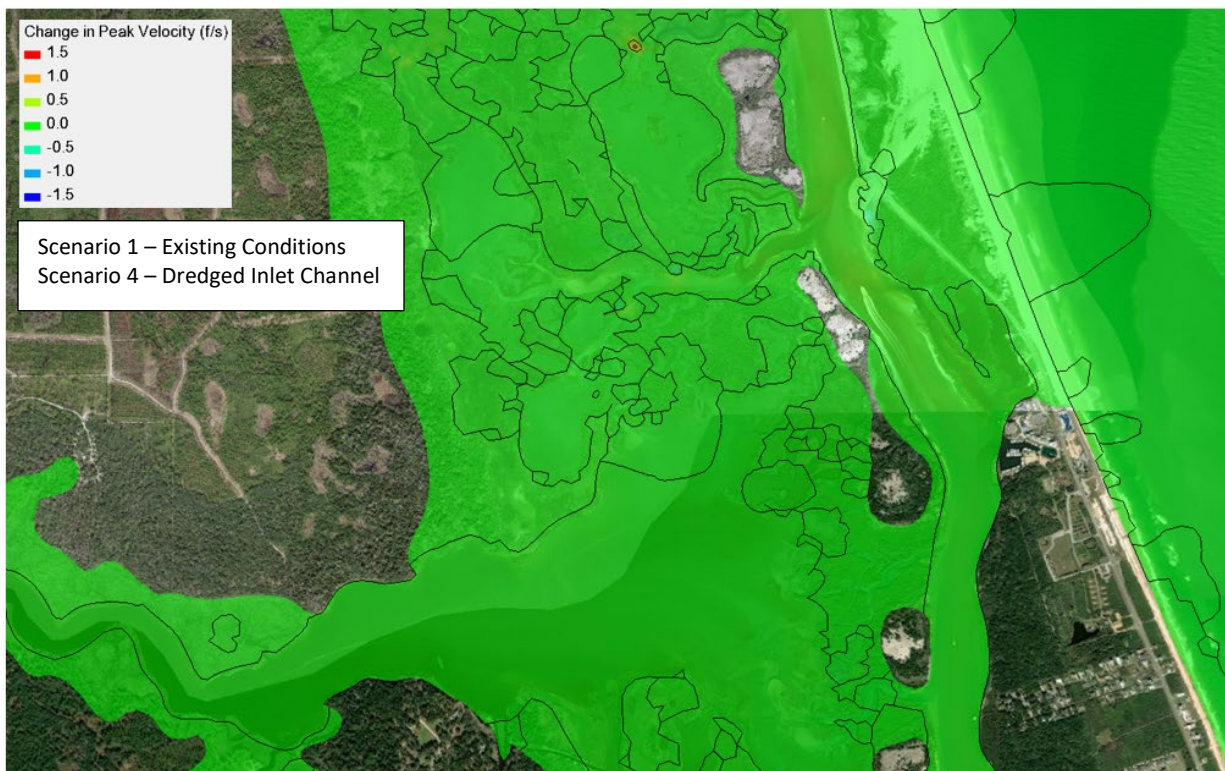 Change in Peak Velocity (f/s)
1.5
1.0
0.5
0.0
-0.5
-1.0
-1.5
Scenario 1 – Existing Conditions
Scenario 4 – Dredged Inlet Channel